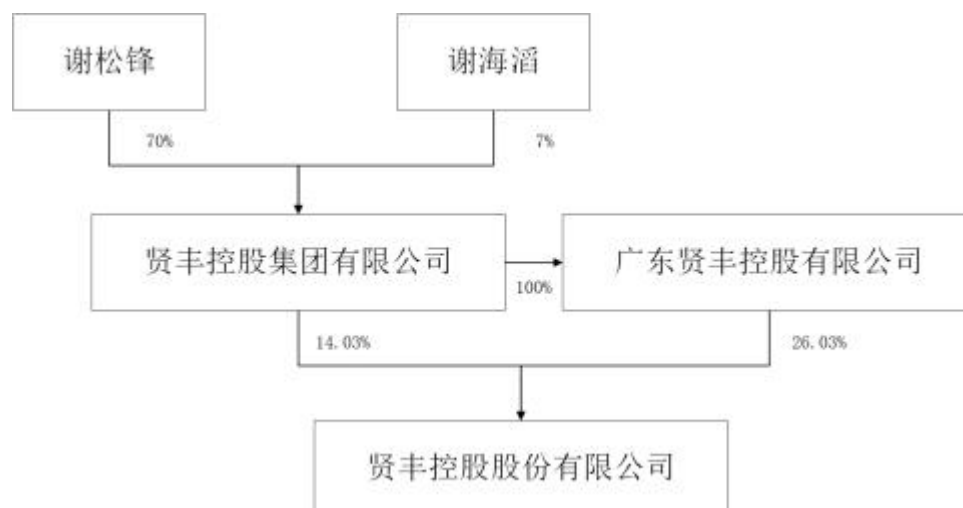 谢松锋
谢海滔
70%
7%
贤丰控股集团有限公司
广东贤丰控股有限公司
100%
14.03%
26.03%
贤丰控股股份有限公司